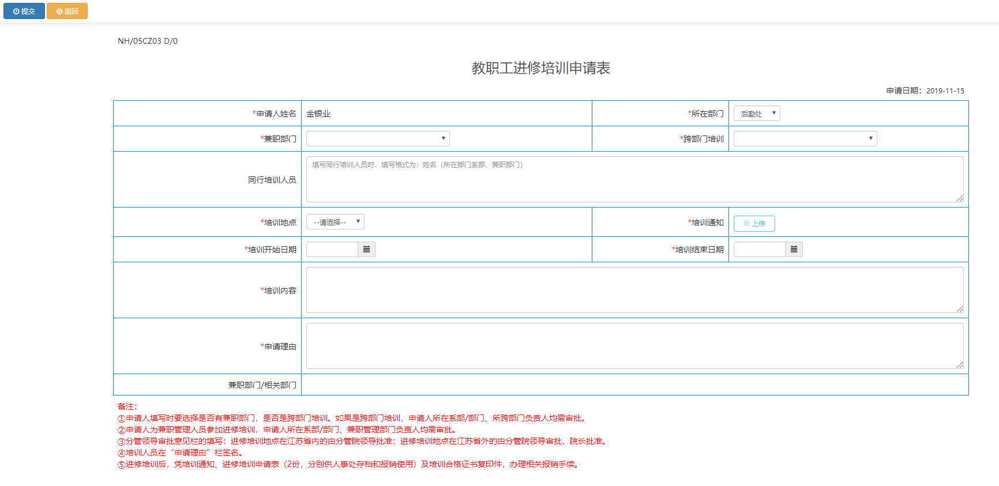 提交 返回
NH/05CZ03 D/0
教职工进修培训申请表
申请日期：2019-11-15
*申请人姓名 金银业 *所在部门 后勤处
*兼职部门 *跨部门培训
同行培训人员 填写同行培训人员时，填写格式为：姓名（所在部门系部、兼职部门）
*培训地点 --请选择-- *培训通知 上传
*培训开始日期 *培训结束日期
*培训内容
*申请理由
兼职部门/相关部门
备注：
①申请人填写时要选择是否有兼职部门，是否是跨部门培训。如果是跨部门培训，申请人所在系部/部门、所跨部门负责人均需审批。
②申请人为兼职管理人员参加进修培训，申请人所在系部/部门、兼职管理部门负责人均需审批。
③分管领导审批意见栏的填写：进修培训地点在江苏省内的由分管院领导批准；进修培训地点在江苏省外的由分管院领导审批，院长批准。
④培训人员在“申请理由”栏签名。
⑤进修培训后，凭培训通知、进修培训申请表（2份，分别供人事处存档和报销使用）及培训合格证书复印件，办理相关报销手续。